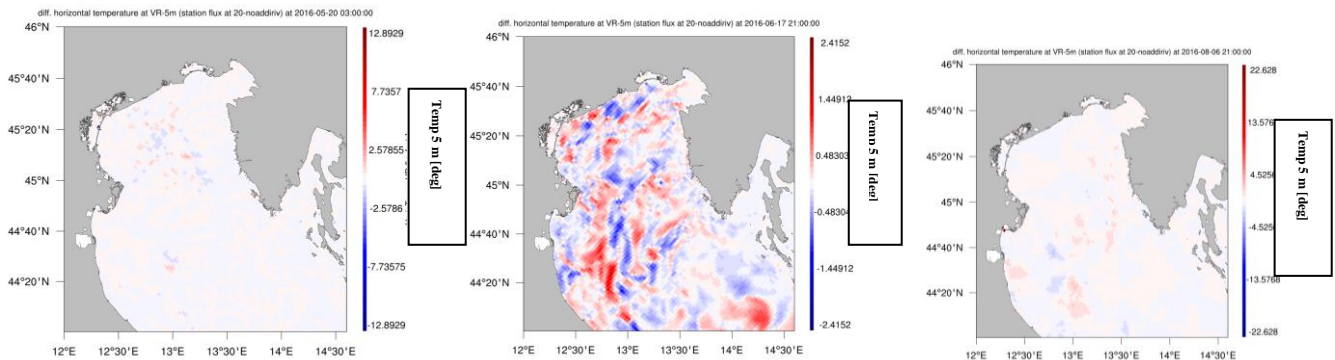 diff. horizontal temperature at VR-5m (station flux at 20-noaddiriv) at 2016-05-20 03:00:00
46°N
45°40'N
45°20'N
45°N
44°40'N
44°20'N
12°E
12°30'E
13°E
13°30'E
14°E
14°30'E
12.8929
7.7357
2.57855
-2.5786
-7.73575
-12.8929
Temp 5 m [deg]
diff. horizontal temperature at VR-5m (station flux at 20-noaddiriv) at 2016-06-17 21:00:00
46°N
45°40'N
45°20'N
45°N
44°40'N
44°20'N
12°E
12°30'E
13°E
13°30'E
14°E
14°30'E
2.4152
1.44912
0.48303
-0.48304
-1.44912
-2.4152
Temp 5 m [deg]
diff. horizontal temperature at VR-5m (station flux at 20-noaddiriv) at 2016-08-06 21:00:00
46°N
45°40'N
45°20'N
45°N
44°40'N
44°20'N
12°E
12°30'E
13°E
13°30'E
14°E
14°30'E
22.628
13.576
4.525
-4.525
-13.5768
-22.628
Temp 5 m [deg]